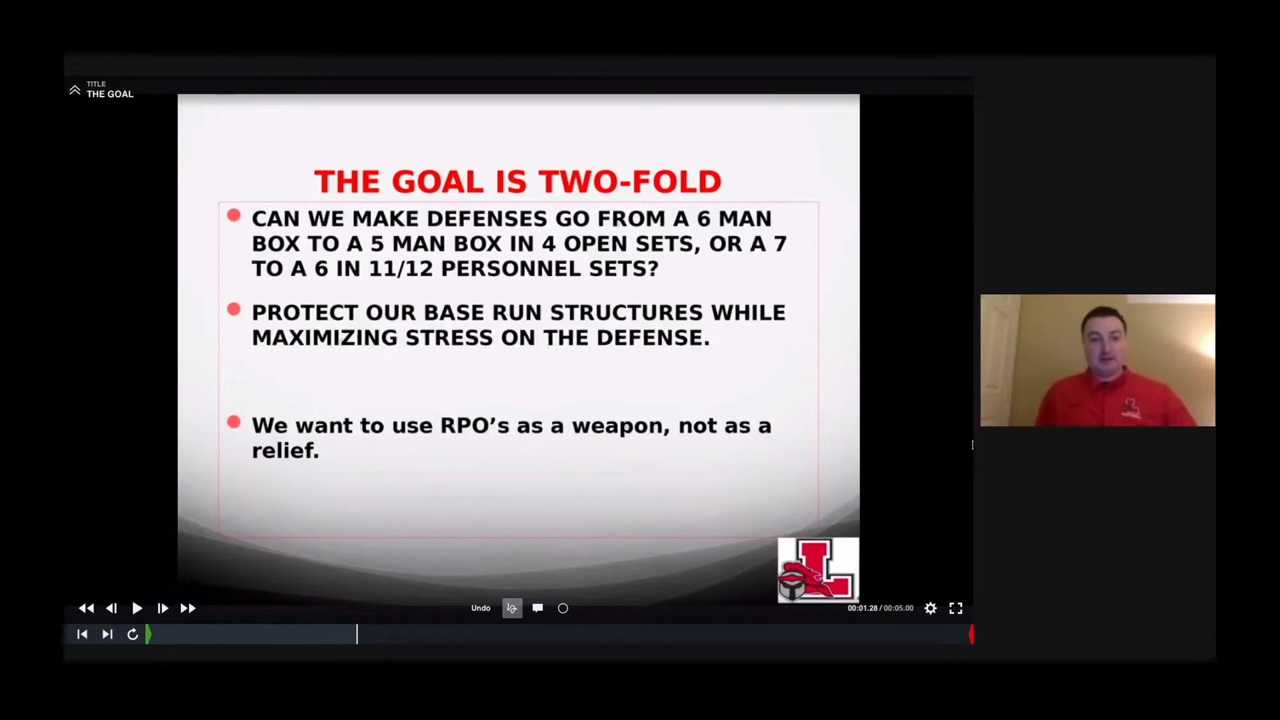 TITLE
THE GOAL
THE GOAL IS TWO-FOLD
CAN WE MAKE DEFENSES GO FROM A 6 MAN
BOX TO A 5 MAN BOX IN 4 OPEN SETS, OR A 7
TO A 6 IN 11/12 PERSONNEL SETS?
PROTECT OUR BASE RUN STRUCTURES WHILE
MAXIMIZING STRESS ON THE DEFENSE.
We want to use RPO’s as a weapon, not as a
relief.
L
L
Undo
00:01.28 / 00:05.00